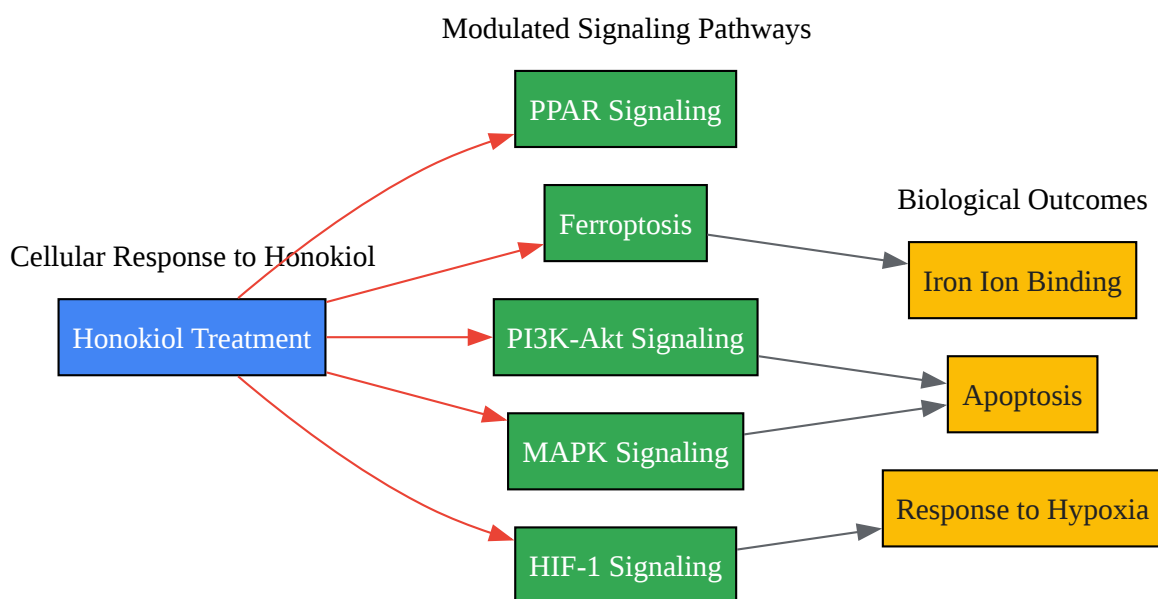 Modulated Signaling Pathways
PPAR Signaling
Ferroptosis
Biological Outcomes
Cellular Response to Honokiol
Iron Ion Binding
Honokiol Treatment
PI3K-Akt Signaling
Apoptosis
MAPK Signaling
Response to Hypoxia
HIF-1 Signaling